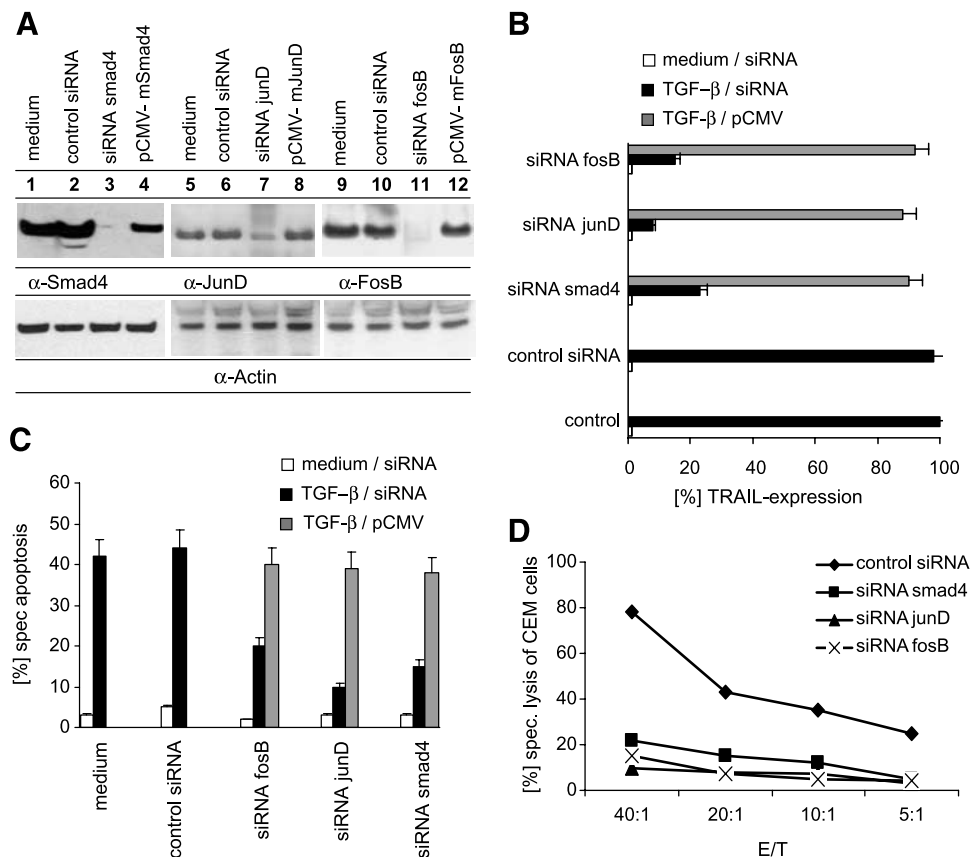 A
medium
control siRNA
siRNA smad4
pCMV- mSmad4
medium
control siRNA
siRNA junD
pCMV- mJunD
medium
control siRNA
siRNA fosB
pCMV- mFosB
1 2 3 4 5 6 7 8 9 10 11 12
α-Smad4 α-JunD α-FosB
α-Actin
B
medium / siRNA
TGF–β / siRNA
TGF–β / pCMV
siRNA fosB
siRNA junD
siRNA smad4
control siRNA
control
0 20 40 60 80 100
[%] TRAIL-expression
C
medium / siRNA
TGF–β / siRNA
TGF–β / pCMV
[%] spec apoptosis
60
50
40
30
20
10
0
medium
control siRNA
siRNA fosB
siRNA junD
siRNA smad4
D
control siRNA
siRNA smad4
siRNA junD
siRNA fosB
[%] spec. lysis of CEM cells
100
80
60
40
20
0
40:1 20:1 10:1 5:1
E/T